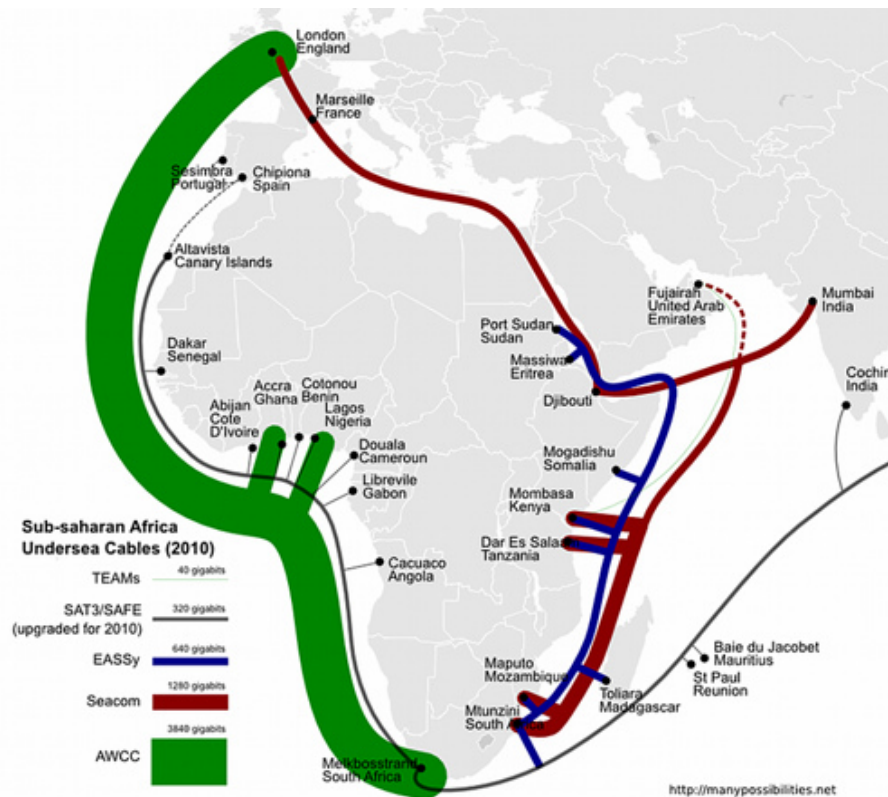 London
England
Marseille
France
Sesimbra
Portugal
Chipiona
Spain
Altavista
Canary Islands
Fujairah
United Arab
Emirates
Mumbai
India
Port Sudan
Sudan
Massiwa
Eritrea
Dakar
Senegal
Djibouti
Cochin
India
Accra
Ghana
Cotonou
Benin
Abijan
Cote
D'Ivoire
Lagos
Nigeria
Douala
Cameroun
Mogadishu
Somalia
Librevile
Gabon
Mombasa
Kenya
Dar Es Salaa
Tanzania
Cacuaco
Angola
Sub-saharan Africa
Undersea Cables (2010)
TEAMs
40 gigabits
SAT3/SAFE
(upgraded for 2010)
320 gigabits
EASSy
640 gigabits
Seacom
1280 gigabits
AWCC
3840 gigabits
Baie du Jacobet
Mauritius
St Paul
Reunion
Maputo
Mozambique
Toliara
Madagascar
Mtunzini
South Africa
Melkbosstrand
South Africa
http://manypossibilities.net